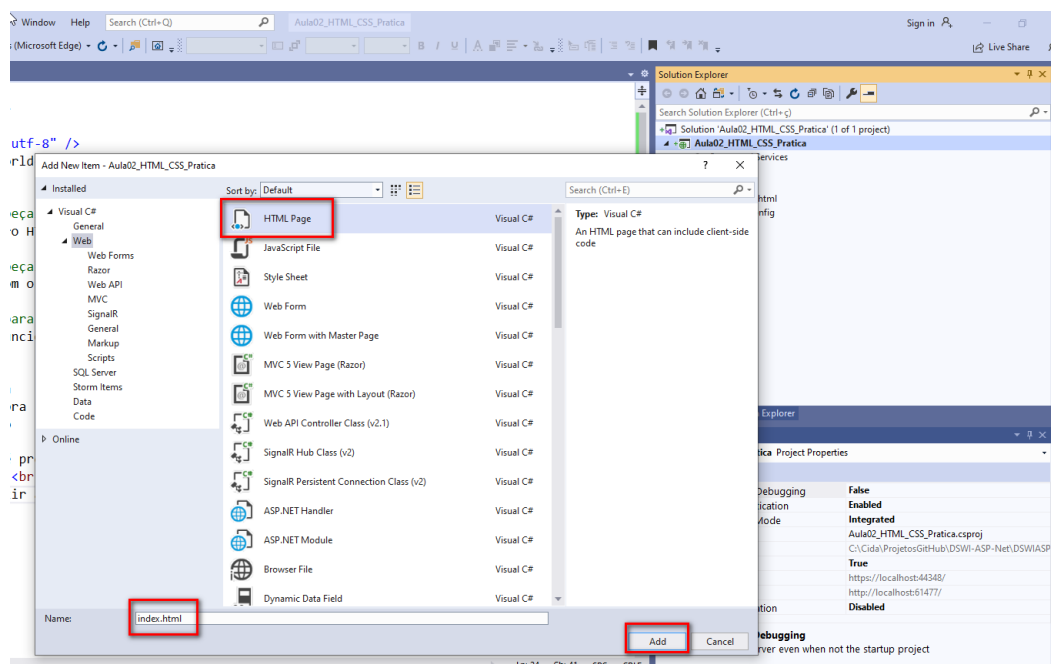 Window Help Search (Ctrl+Q) Aula02_HTML_CSS_Pratica Sign in
(Microsoft Edge) B I U A Live Share
Solution Explorer
Search Solution Explorer (Ctrl+ç)
Solution 'Aula02_HTML_CSS_Pratica' (1 of 1 project)
Aula02_HTML_CSS_Pratica
utf-8" />
Add New Item - Aula02_HTML_CSS_Pratica ? X
Installed
Sort by: Default
Search (Ctrl+E)
Visual C#
General
Web
Web Forms
Razor
Web API
MVC
SignalR
General
Markup
Scripts
SQL Server
Storm Items
Data
Code
Online
HTML Page Visual C#
JavaScript File Visual C#
Style Sheet Visual C#
Web Form Visual C#
Web Form with Master Page Visual C#
MVC 5 View Page (Razor) Visual C#
MVC 5 View Page with Layout (Razor) Visual C#
Web API Controller Class (v2.1) Visual C#
SignalR Hub Class (v2) Visual C#
SignalR Persistent Connection Class (v2) Visual C#
ASP.NET Handler Visual C#
ASP.NET Module Visual C#
Browser File Visual C#
Dynamic Data Field Visual C#
Type: Visual C#
An HTML page that can include client-side
code
Name: index.html
Add Cancel
ervices
html
nfig
Explorer
tica Project Properties
Debugging False
tication Enabled
Mode Integrated
Aula02_HTML_CSS_Pratica.csproj
C:\Cida\ProjetosGitHub\DSWI-ASP-Net\DSWIASP
True
https://localhost:44348/
http://localhost:61477/
ation Disabled
Debugging
rver even when not the startup project